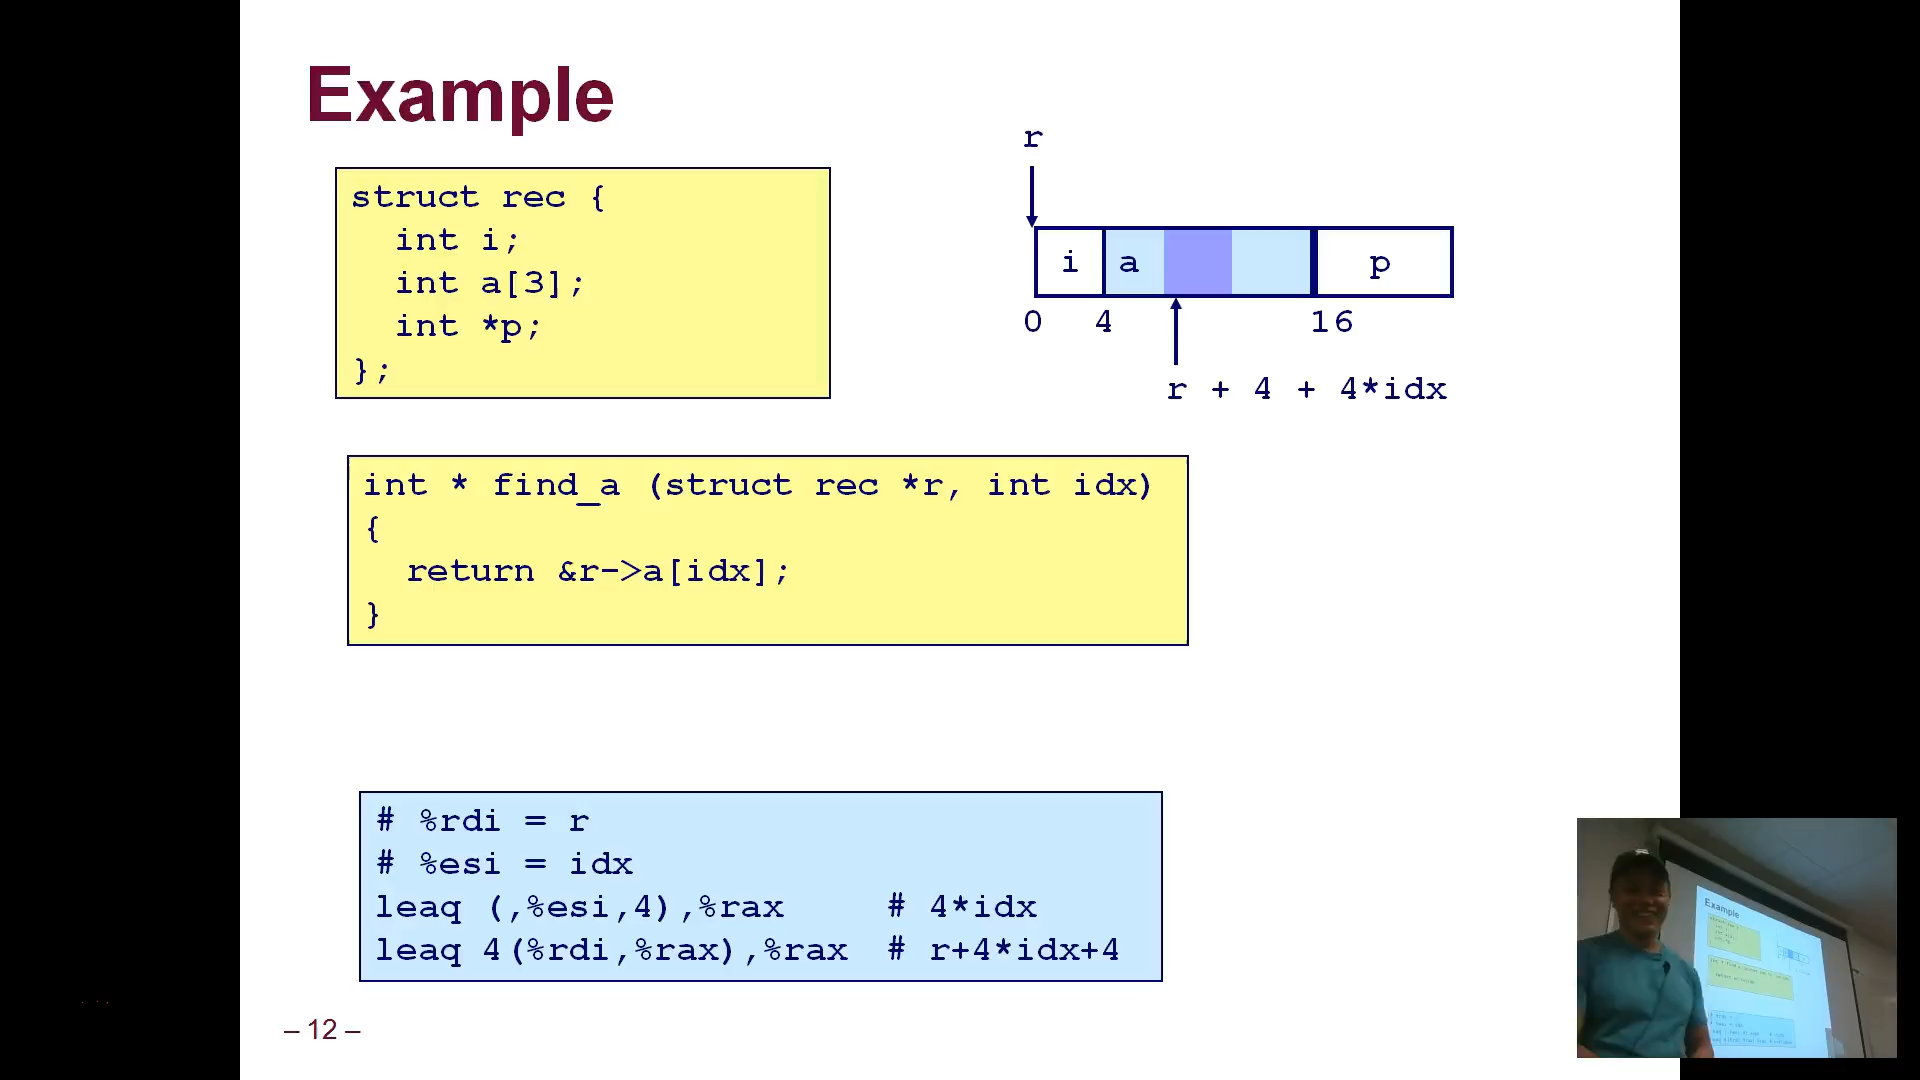 Example
struct rec {
  int i;
  int a[3];
  int *p;
};
r
i a p
0 4 16
r + 4 + 4*idx
int * find_a (struct rec *r, int idx)
{
  return &r->a[idx];
}
# %rdi = r
# %esi = idx
leaq (,%esi,4),%rax # 4*idx
leaq 4(%rdi,%rax),%rax # r+4*idx+4
– 12 –
Example